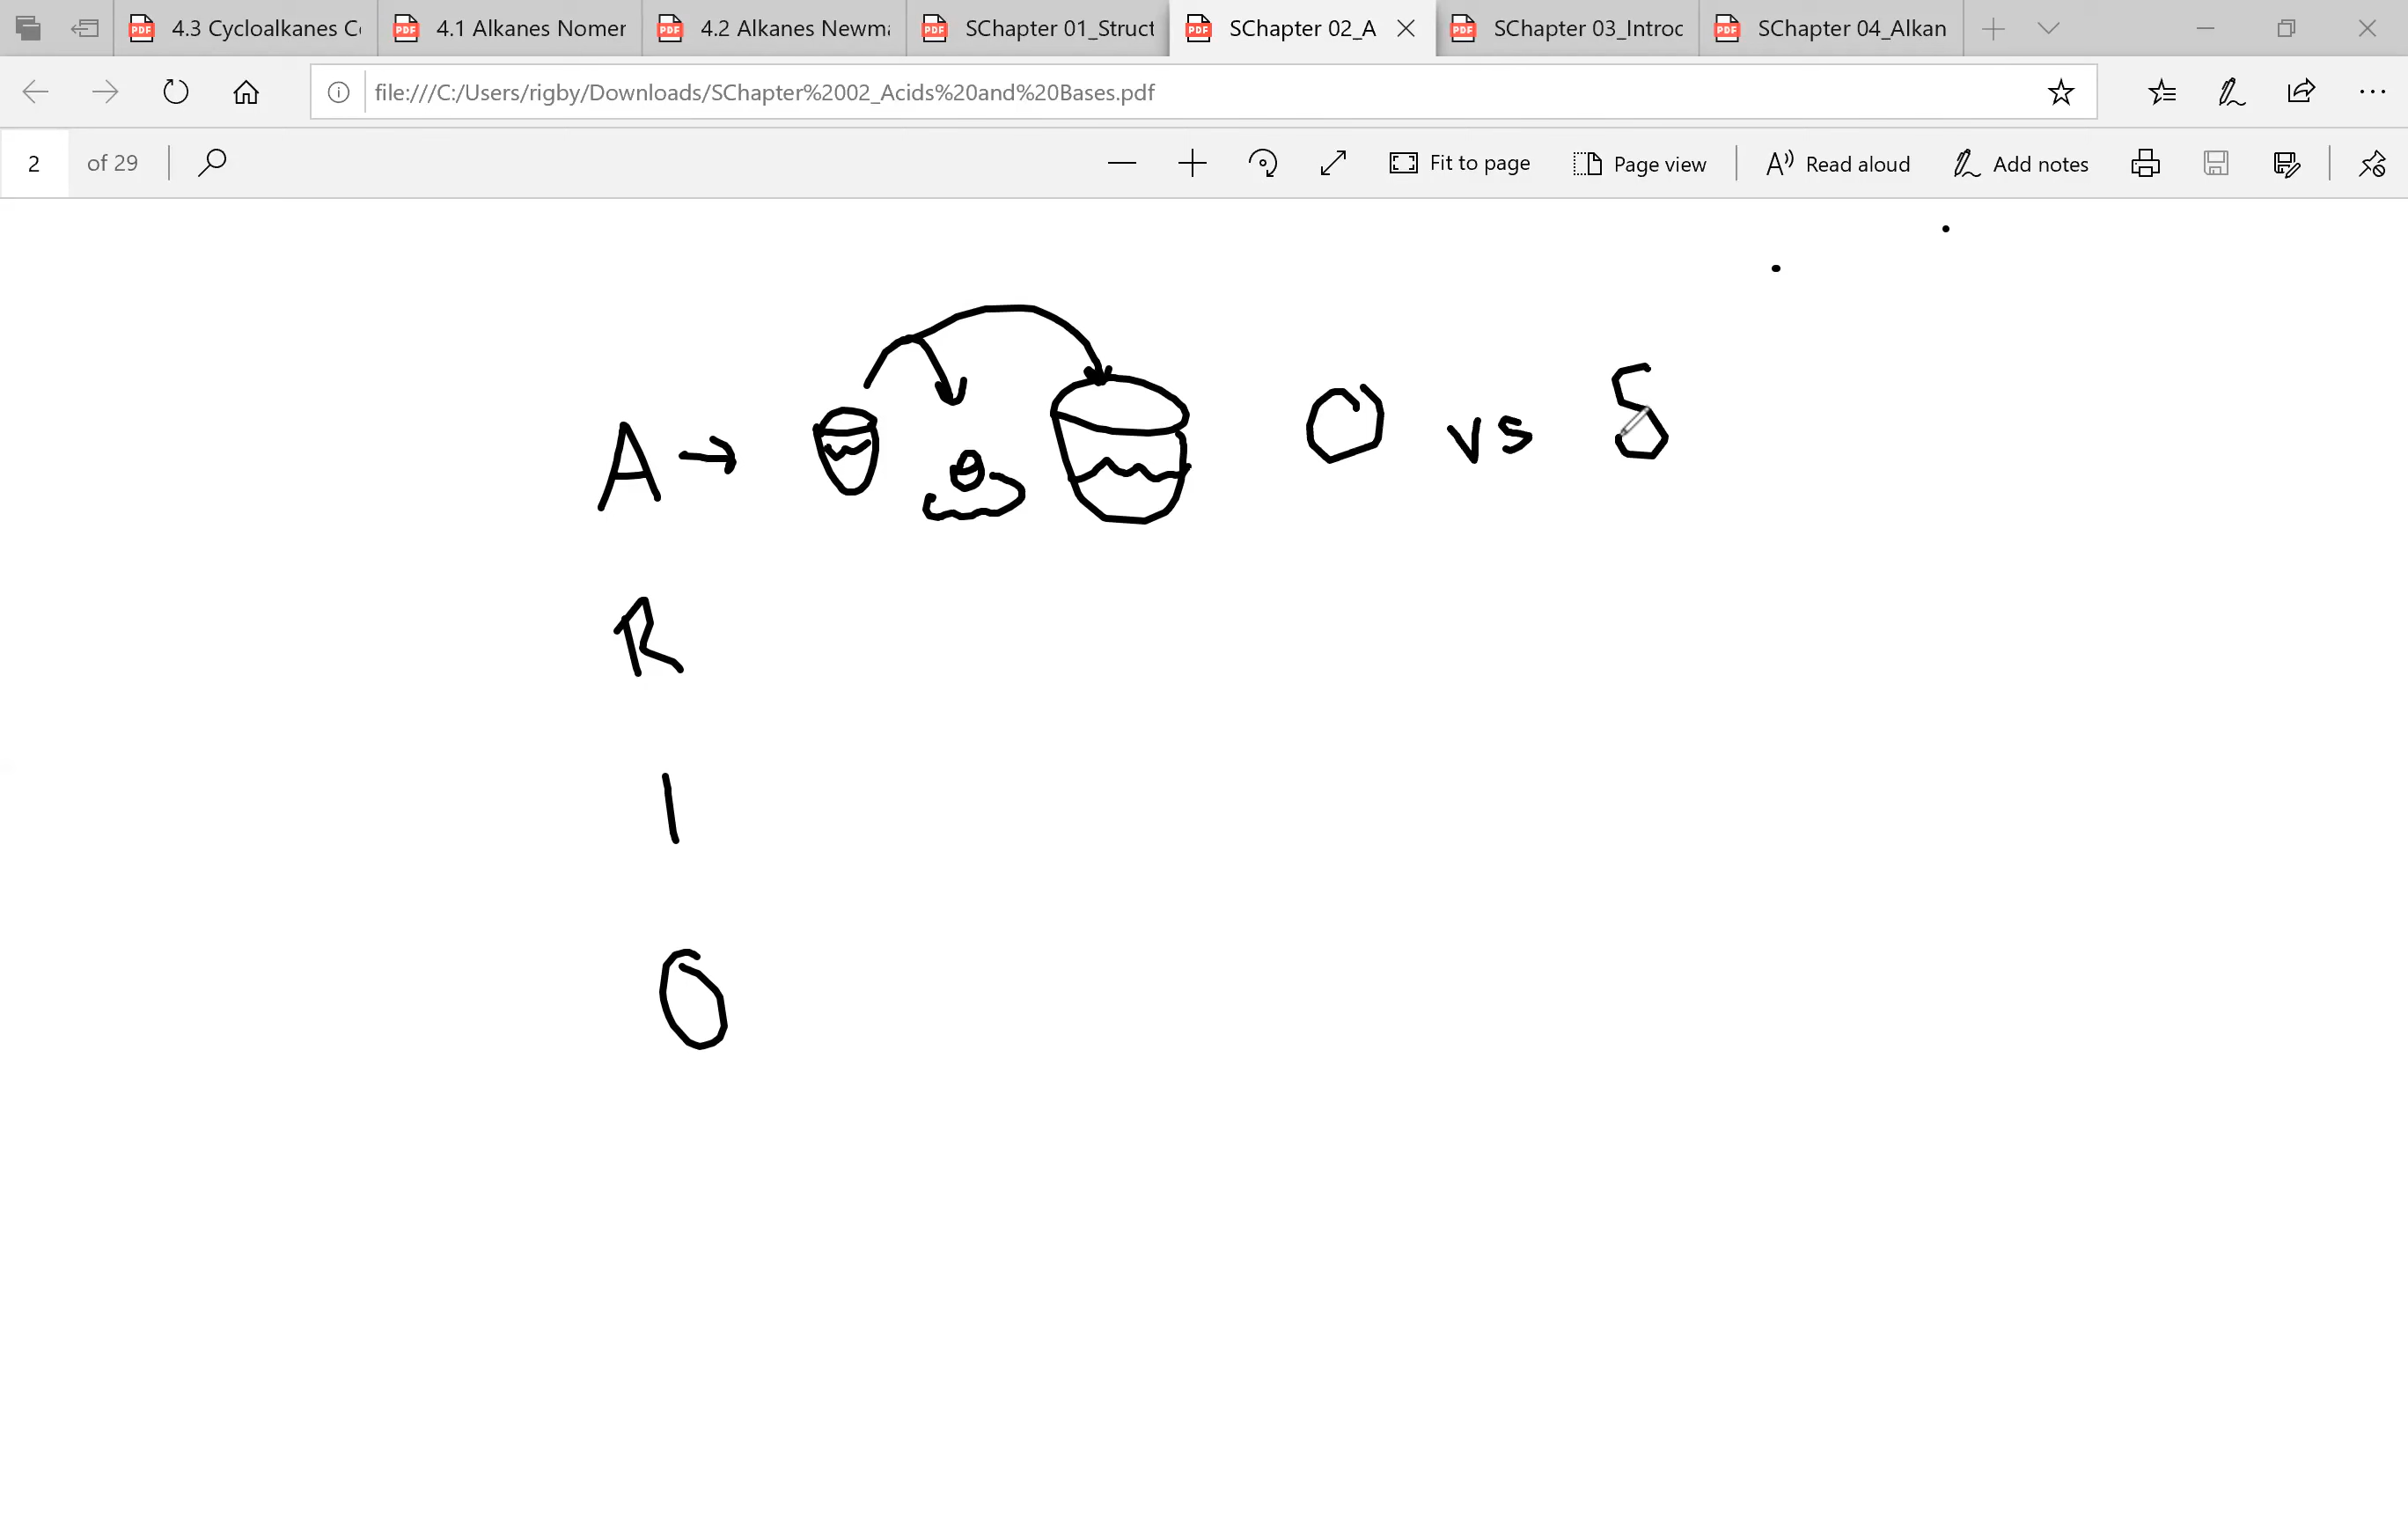 4.3 Cycloalkanes C
4.1 Alkanes Nomer
4.2 Alkanes Newma
SChapter 01_Struct
SChapter 02_A
SChapter 03_Introc
SChapter 04_Alkan
file:///C:/Users/rigby/Downloads/SChapter%2002_Acids%20and%20Bases.pdf
2 of 29
Fit to page
Page view
Read aloud
Add notes
A → O vs S
R
I
O